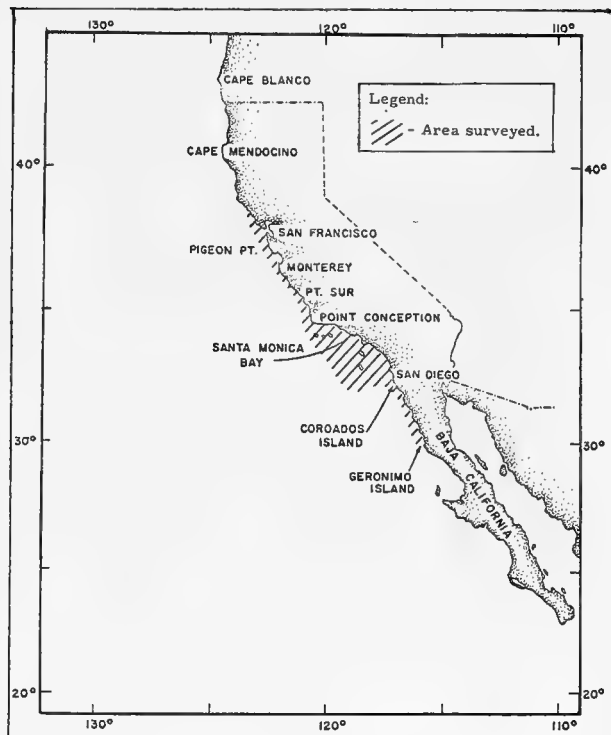 130°
120°
110°
CAPE BLANCO
Legend:
- Area surveyed.
CAPE MENDOCINO
40°
40°
SAN FRANCISCO
PIGEON PT.
MONTEREY
PT. SUR
POINT CONCEPTION
SANTA MONICA
BAY
SAN DIEGO
COROADOS
ISLAND
30°
30°
GERONIMO
ISLAND
BAJA CALIFORNIA
20°
20°
130°
120°
110°